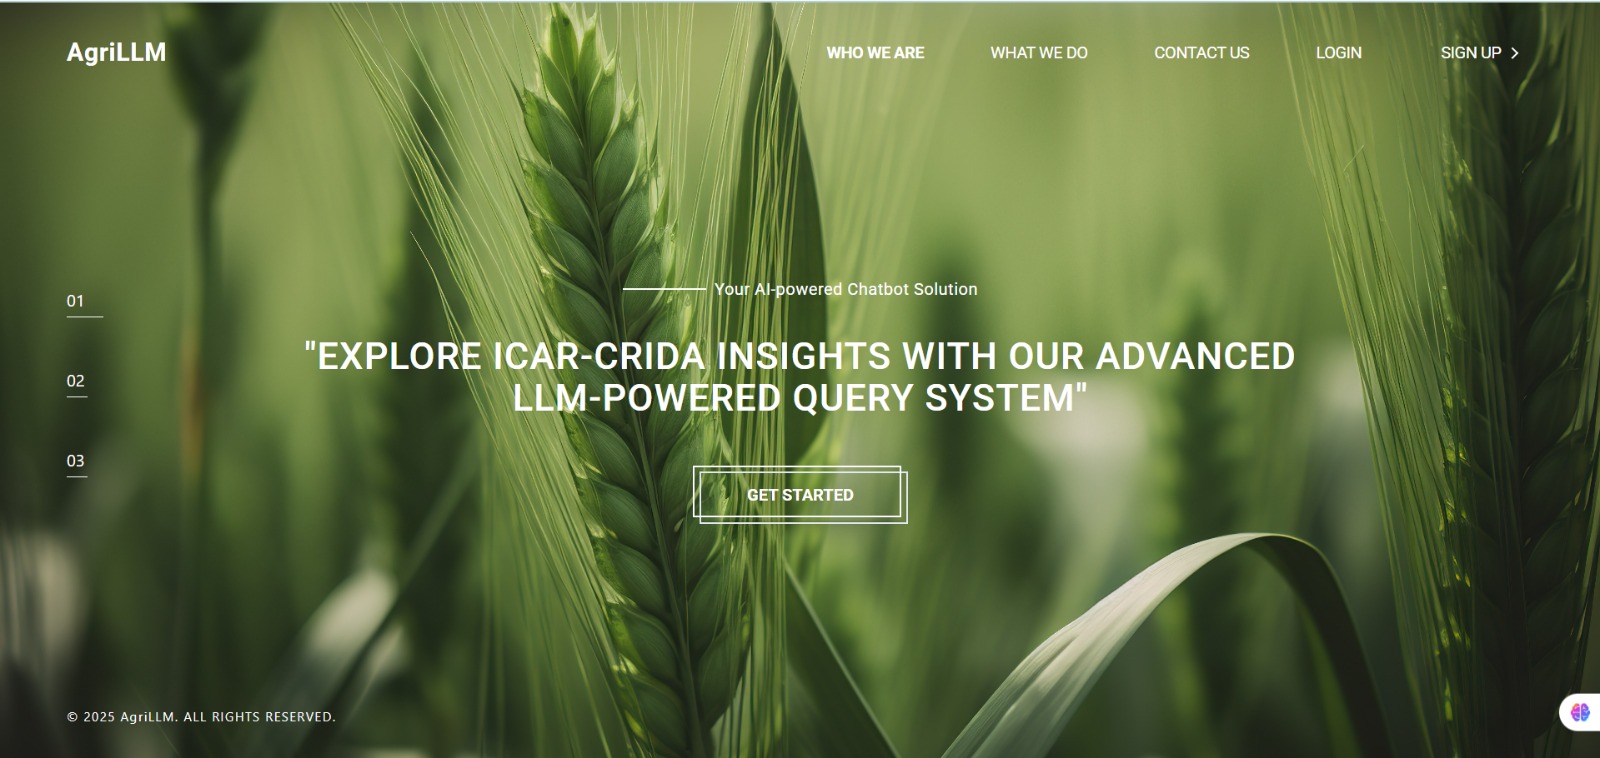 AgriLLM
WHO WE ARE
WHAT WE DO
CONTACT US
LOGIN
SIGN UP
01
02
03
Your AI-powered Chatbot Solution
"EXPLORE ICAR-CRIDA INSIGHTS WITH OUR ADVANCED
LLM-POWERED QUERY SYSTEM"
GET STARTED
© 2025 AgriLLM. ALL RIGHTS RESERVED.